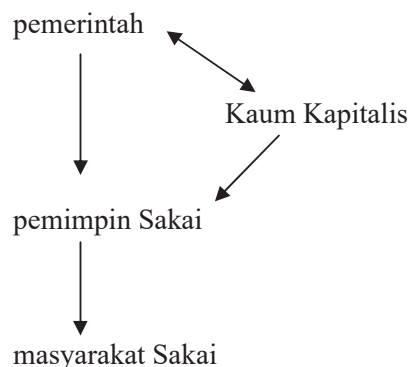 pemerintah
Kaum Kapitalis
pemimpin Sakai
masyarakat Sakai